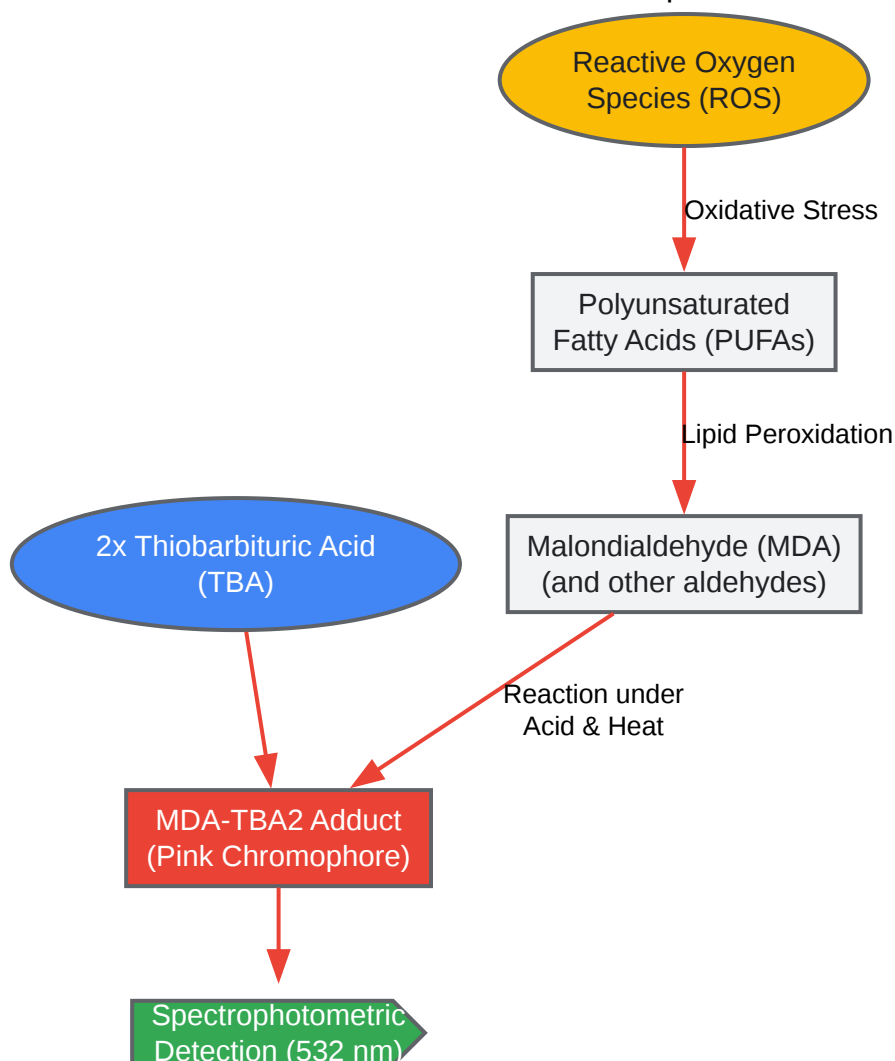 Reactive Oxygen
Species (ROS)
Oxidative Stress
Polyunsaturated
Fatty Acids (PUFAs)
Lipid Peroxidation
2x Thiobarbituric Acid
(TBA)
Malondialdehyde (MDA)
(and other aldehydes)
Reaction under
Acid & Heat
MDA-TBA2 Adduct
(Pink Chromophore)
Spectrophotometric
Detection (532 nm)